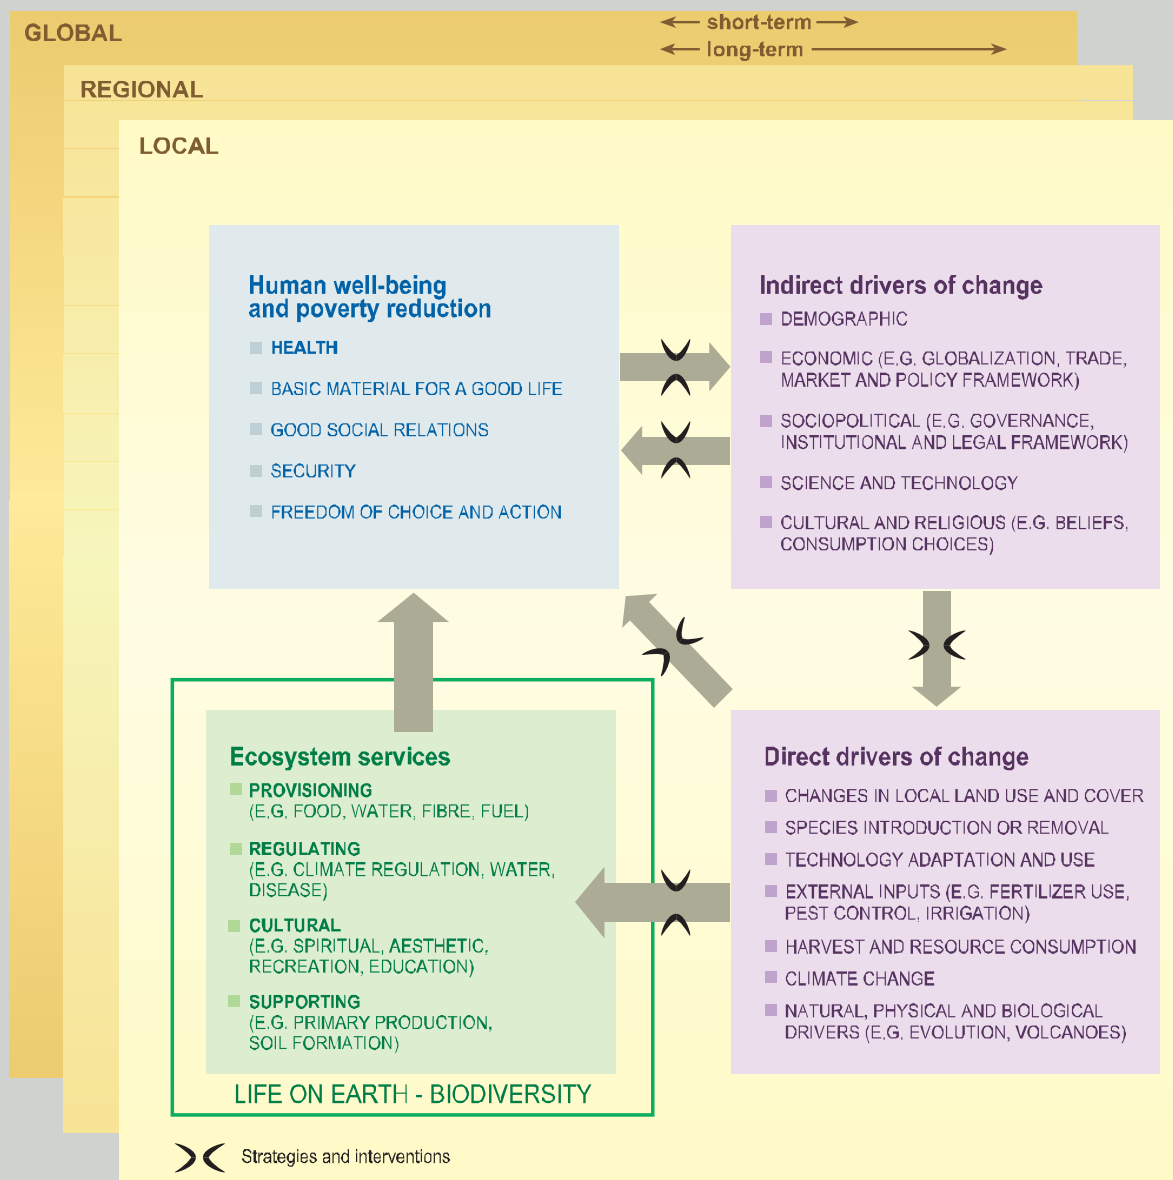 GLOBAL
short-term
long-term
REGIONAL
LOCAL
Human well-being
and poverty reduction
HEALTH
BASIC MATERIAL FOR A GOOD LIFE
GOOD SOCIAL RELATIONS
SECURITY
FREEDOM OF CHOICE AND ACTION
Indirect drivers of change
DEMOGRAPHIC
ECONOMIC (E.G. GLOBALIZATION, TRADE,
MARKET AND POLICY FRAMEWORK)
SOCIOPOLITICAL (E.G. GOVERNANCE,
INSTITUTIONAL AND LEGAL FRAMEWORK)
SCIENCE AND TECHNOLOGY
CULTURAL AND RELIGIOUS (E.G. BELIEFS,
CONSUMPTION CHOICES)
Ecosystem services
PROVISIONING
(E.G. FOOD, WATER, FIBRE, FUEL)
REGULATING
(E.G. CLIMATE REGULATION, WATER,
DISEASE)
CULTURAL
(E.G. SPIRITUAL, AESTHETIC,
RECREATION, EDUCATION)
SUPPORTING
(E.G. PRIMARY PRODUCTION,
SOIL FORMATION)
LIFE ON EARTH - BIODIVERSITY
Direct drivers of change
CHANGES IN LOCAL LAND USE AND COVER
SPECIES INTRODUCTION OR REMOVAL
TECHNOLOGY ADAPTATION AND USE
EXTERNAL INPUTS (E.G. FERTILIZER USE,
PEST CONTROL, IRRIGATION)
HARVEST AND RESOURCE CONSUMPTION
CLIMATE CHANGE
NATURAL, PHYSICAL AND BIOLOGICAL
DRIVERS (E.G. EVOLUTION, VOLCANOES)
Strategies and interventions